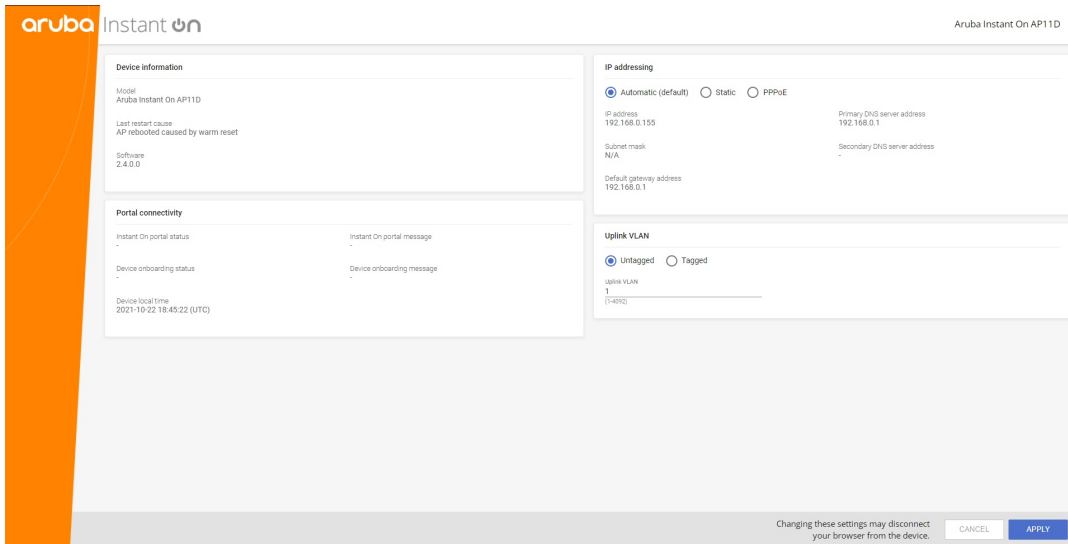 aruba Instant on
Aruba Instant On AP11D
Device information
Model
Aruba Instant On AP11D
Last restart cause
AP rebooted caused by warm reset
Software
2.4.0.0
Portal connectivity
Instant On portal status
-
Instant On portal message
-
Device onboarding status
-
Device onboarding message
-
Device local time
2021-10-22 18:45:22 (UTC)
IP addressing
Automatic (default) Static PPPoE
IP address
192.168.0.155
Primary DNS server address
192.168.0.1
Subnet mask
N/A
Secondary DNS server address
-
Default gateway address
192.168.0.1
Uplink VLAN
Untagged Tagged
Uplink VLAN
1
(1-4092)
Changing these settings may disconnect
your browser from the device.
CANCEL
APPLY